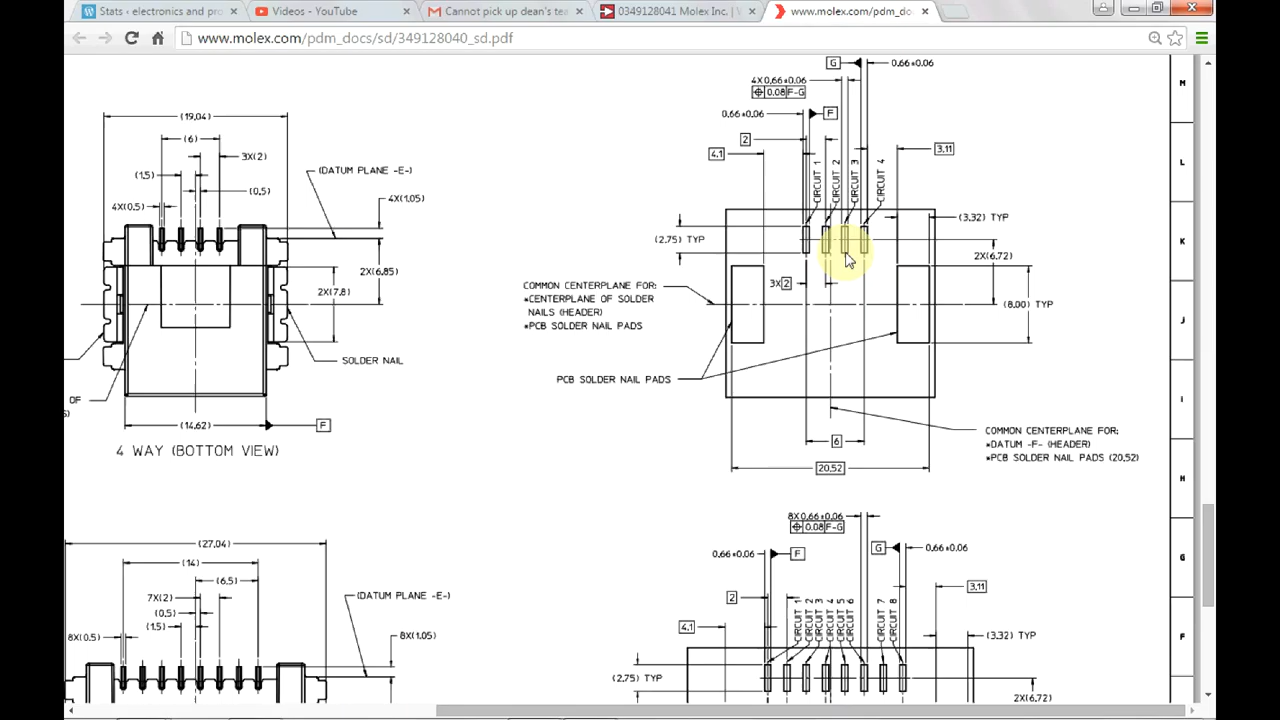 Stats ‹ electronics and pro
Videos - YouTube
Cannot pick up dean's tea
0349128041 Molex Inc. |
www.molex.com/pdm_do
www.molex.com/pdm_docs/sd/349128040_sd.pdf
(19.04)
(6)
3X(2)
(1.5)
(0.5)
4X(0.5)
(DATUM PLANE -E-)
4X(1.05)
2X(6.85)
2X(7.8)
SOLDER NAIL
OF
(14.62)
F
4 WAY (BOTTOM VIEW)
G
0.66±0.06
4X0.66±0.06
0.08 F-G
0.66±0.06
F
2
4.1
3.11
CIRCUIT 1
CIRCUIT 2
CIRCUIT 3
CIRCUIT 4
(3.32) TYP
(2.75) TYP
2X(6.72)
3X 2
(8.00) TYP
COMMON CENTERPLANE FOR:
*CENTERPLANE OF SOLDER
NAILS (HEADER)
*PCB SOLDER NAIL PADS
PCB SOLDER NAIL PADS
6
20.52
COMMON CENTERPLANE FOR:
*DATUM -F- (HEADER)
*PCB SOLDER NAIL PADS (20.52)
M
L
K
J
I
H
G
F
(27.04)
(14)
(6.5)
7X(2)
(0.5)
(1.5)
8X(0.5)
(DATUM PLANE -E-)
8X(1.05)
8X0.66±0.06
0.08 F-G
0.66±0.06
F
G
0.66±0.06
2
4.1
3.11
CIRCUIT 1
CIRCUIT 2
CIRCUIT 3
CIRCUIT 4
CIRCUIT 5
CIRCUIT 6
CIRCUIT 7
CIRCUIT 8
(3.32) TYP
(2.75) TYP
2X(6.72)